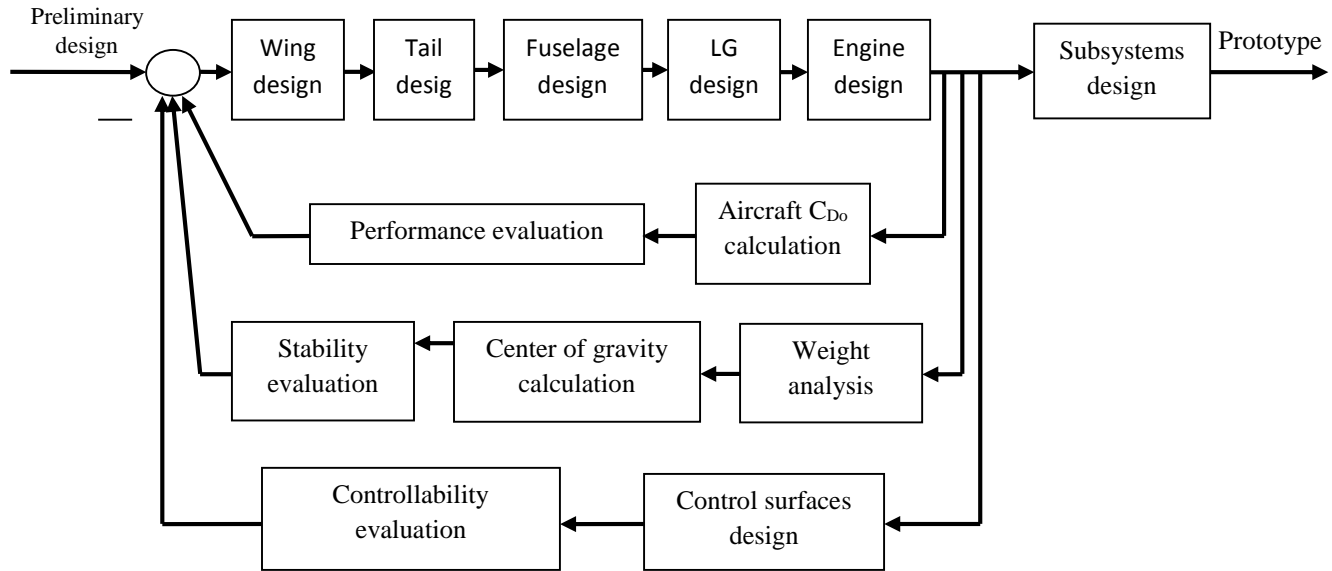 Preliminary
design
Wing
design
Tail
desig
Fuselage
design
LG
design
Engine
design
Subsystems
design
Prototype
Performance evaluation
Aircraft CDo
calculation
Stability
evaluation
Center of gravity
calculation
Weight
analysis
Controllability
evaluation
Control surfaces
design